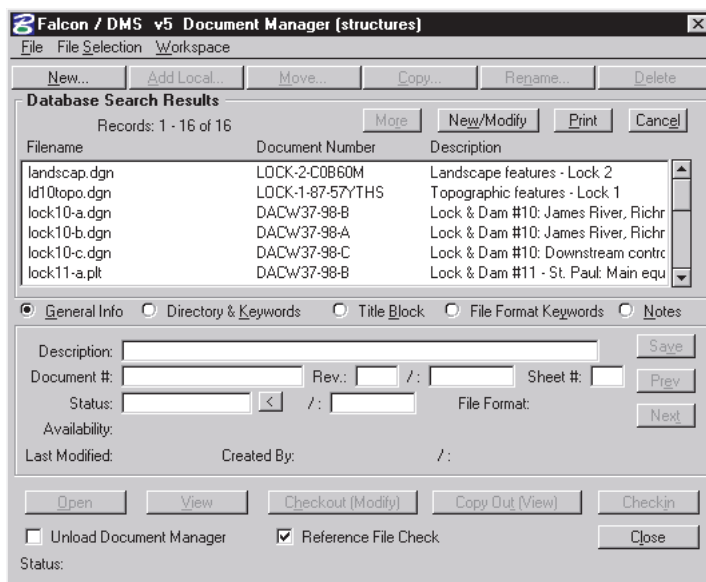 Falcon / DMS v5 Document Manager (structures)
File File Selection Workspace
New... Add Local... Move... Copy... Rename... Delete
Database Search Results
Records: 1 - 16 of 16 More New/Modify Print Cancel
Filename Document Number Description
landscap.dgn LOCK-2-C0B60M Landscape features - Lock 2
ld10topo.dgn LOCK-1-87-57YTHS Topographic features - Lock 1
lock10-a.dgn DACW37-98-B Lock & Dam #10: James River, Richr
lock10-b.dgn DACW37-98-A Lock & Dam #10: James River, Richr
lock10-c.dgn DACW37-98-C Lock & Dam #10: Downstream contrc
lock11-a.plt DACW37-98-B Lock & Dam #11 - St. Paul: Main equ
General Info Directory & Keywords Title Block File Format Keywords Notes
Description: Save
Document #: Rev.: / : Sheet #: Prev
Status: < / : File Format: Next
Availability:
Last Modified: Created By: / :
Open View Checkout (Modify) Copy Out (View) Checkin
Unload Document Manager Reference File Check Close
Status: